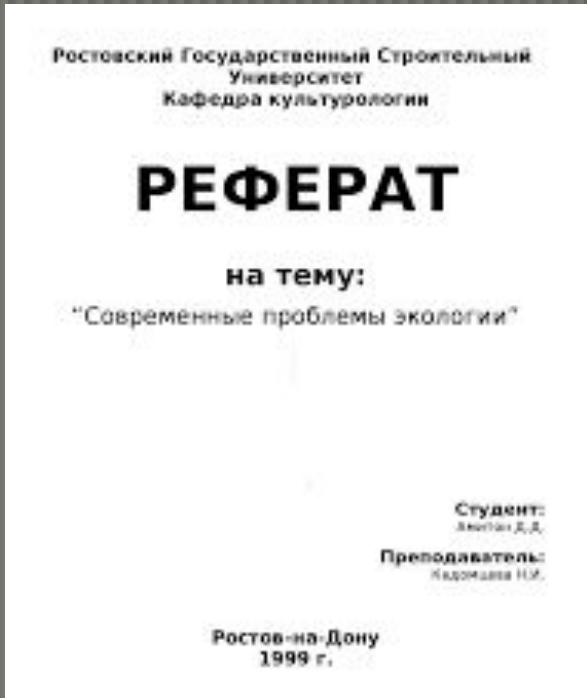 Ростовский Государственный Строительный
Университет
Кафедра культурологии
РЕФЕРАТ
на тему:
“Современные проблемы экологии”
Студент:
Д.Д.
Преподаватель:
Н.И.
Ростов-на-Дону
1999 г.